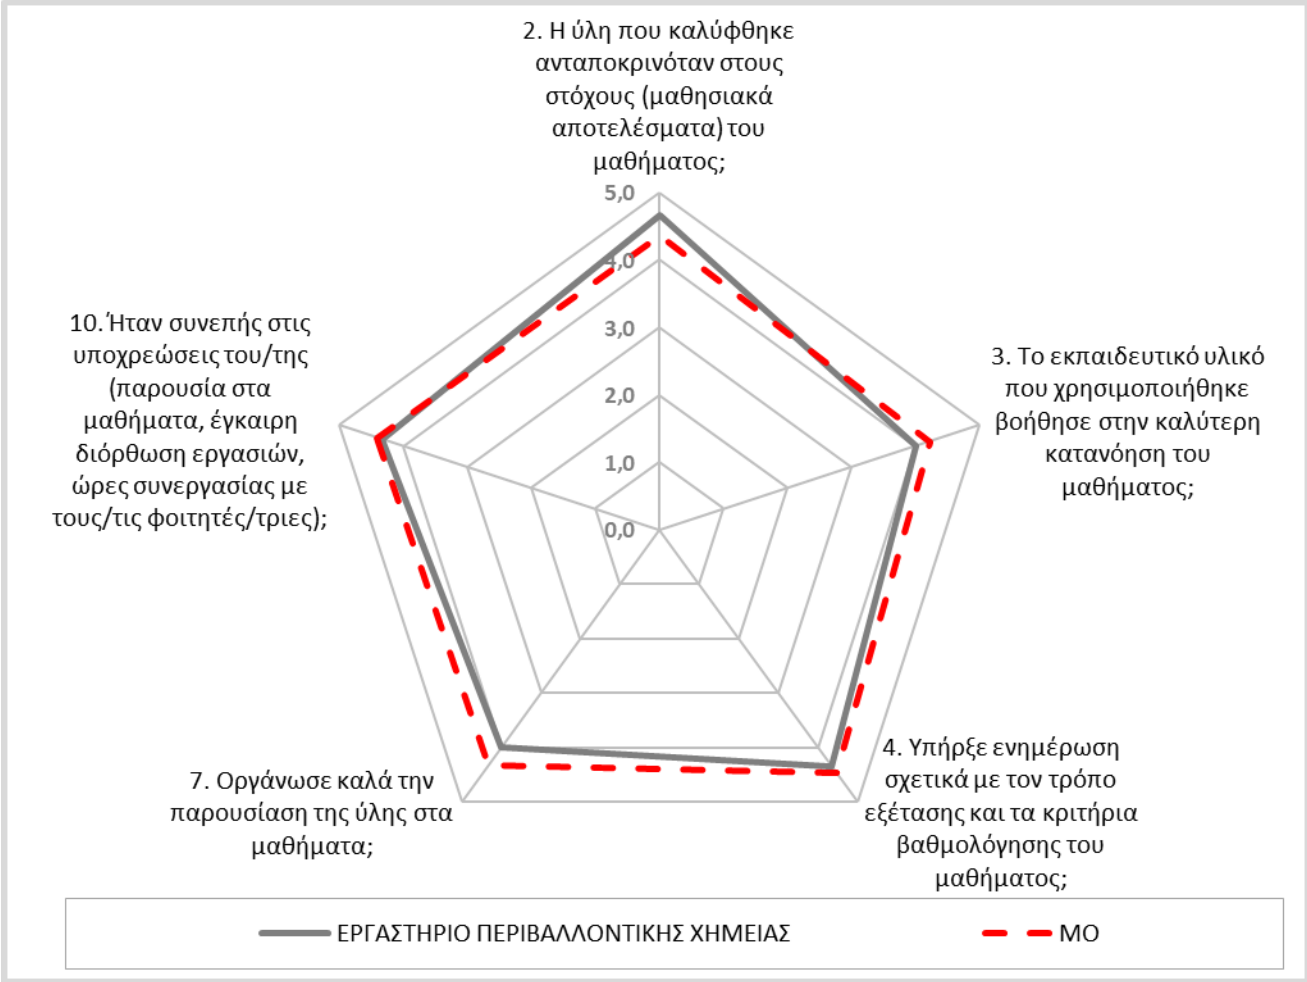 2. Η ύλη που καλύφθηκε
ανταποκρινόταν στους
στόχους (μαθησιακά
αποτελέσματα) του
μαθήματος;
5,0
4,0
3,0
2,0
1,0
0,0
3. Το εκπαιδευτικό υλικό
που χρησιμοποιήθηκε
βοήθησε στην καλύτερη
κατανόηση του
μαθήματος;
4. Υπήρξε ενημέρωση
σχετικά με τον τρόπο
εξέτασης και τα κριτήρια
βαθμολόγησης του
μαθήματος;
7. Οργάνωσε καλά την
παρουσίαση της ύλης στα
μαθήματα;
10. Ήταν συνεπής στις
υποχρεώσεις του/της
(παρουσία στα
μαθήματα, έγκαιρη
διόρθωση εργασιών,
ώρες συνεργασίας με
τους/τις φοιτητές/τριες);
ΕΡΓΑΣΤΗΡΙΟ ΠΕΡΙΒΑΛΛΟΝΤΙΚΗΣ ΧΗΜΕΙΑΣ
ΜΟ